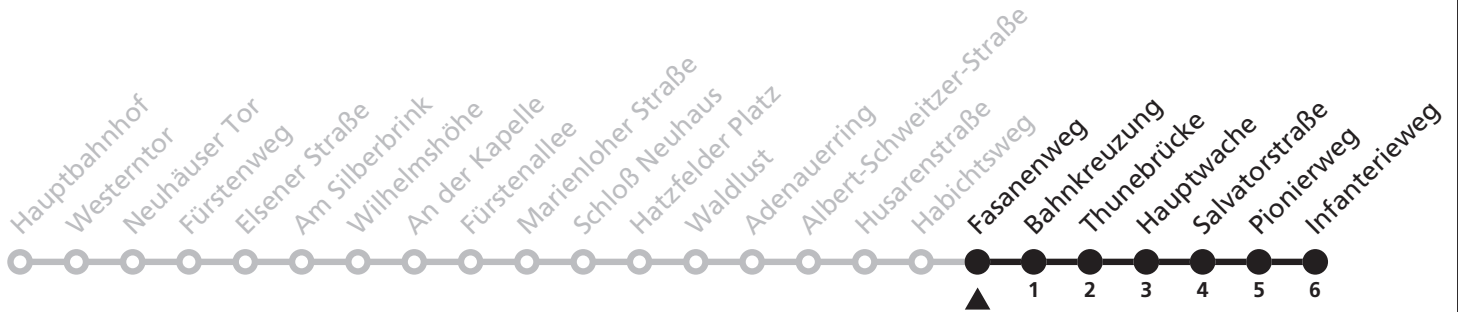 Hauptbahnhof
Westerntor
Neuhäuser Tor
Fürstenweg
Elsener Straße
Am Silberbrink
Wilhelmshöhe
An der Kapelle
Fürstenallee
Marienloher Straße
Schloß Neuhaus
Hatzfelder Platz
Waldlust
Adenauerring
Albert-Schweitzer-Straße
Husarenstraße
Habichtsweg
Fasanenweg
Bahnkreuzung
Thunebrücke
Hauptwache
Salvatorstraße
Pionierweg
Infanterieweg
1 2 3 4 5 6